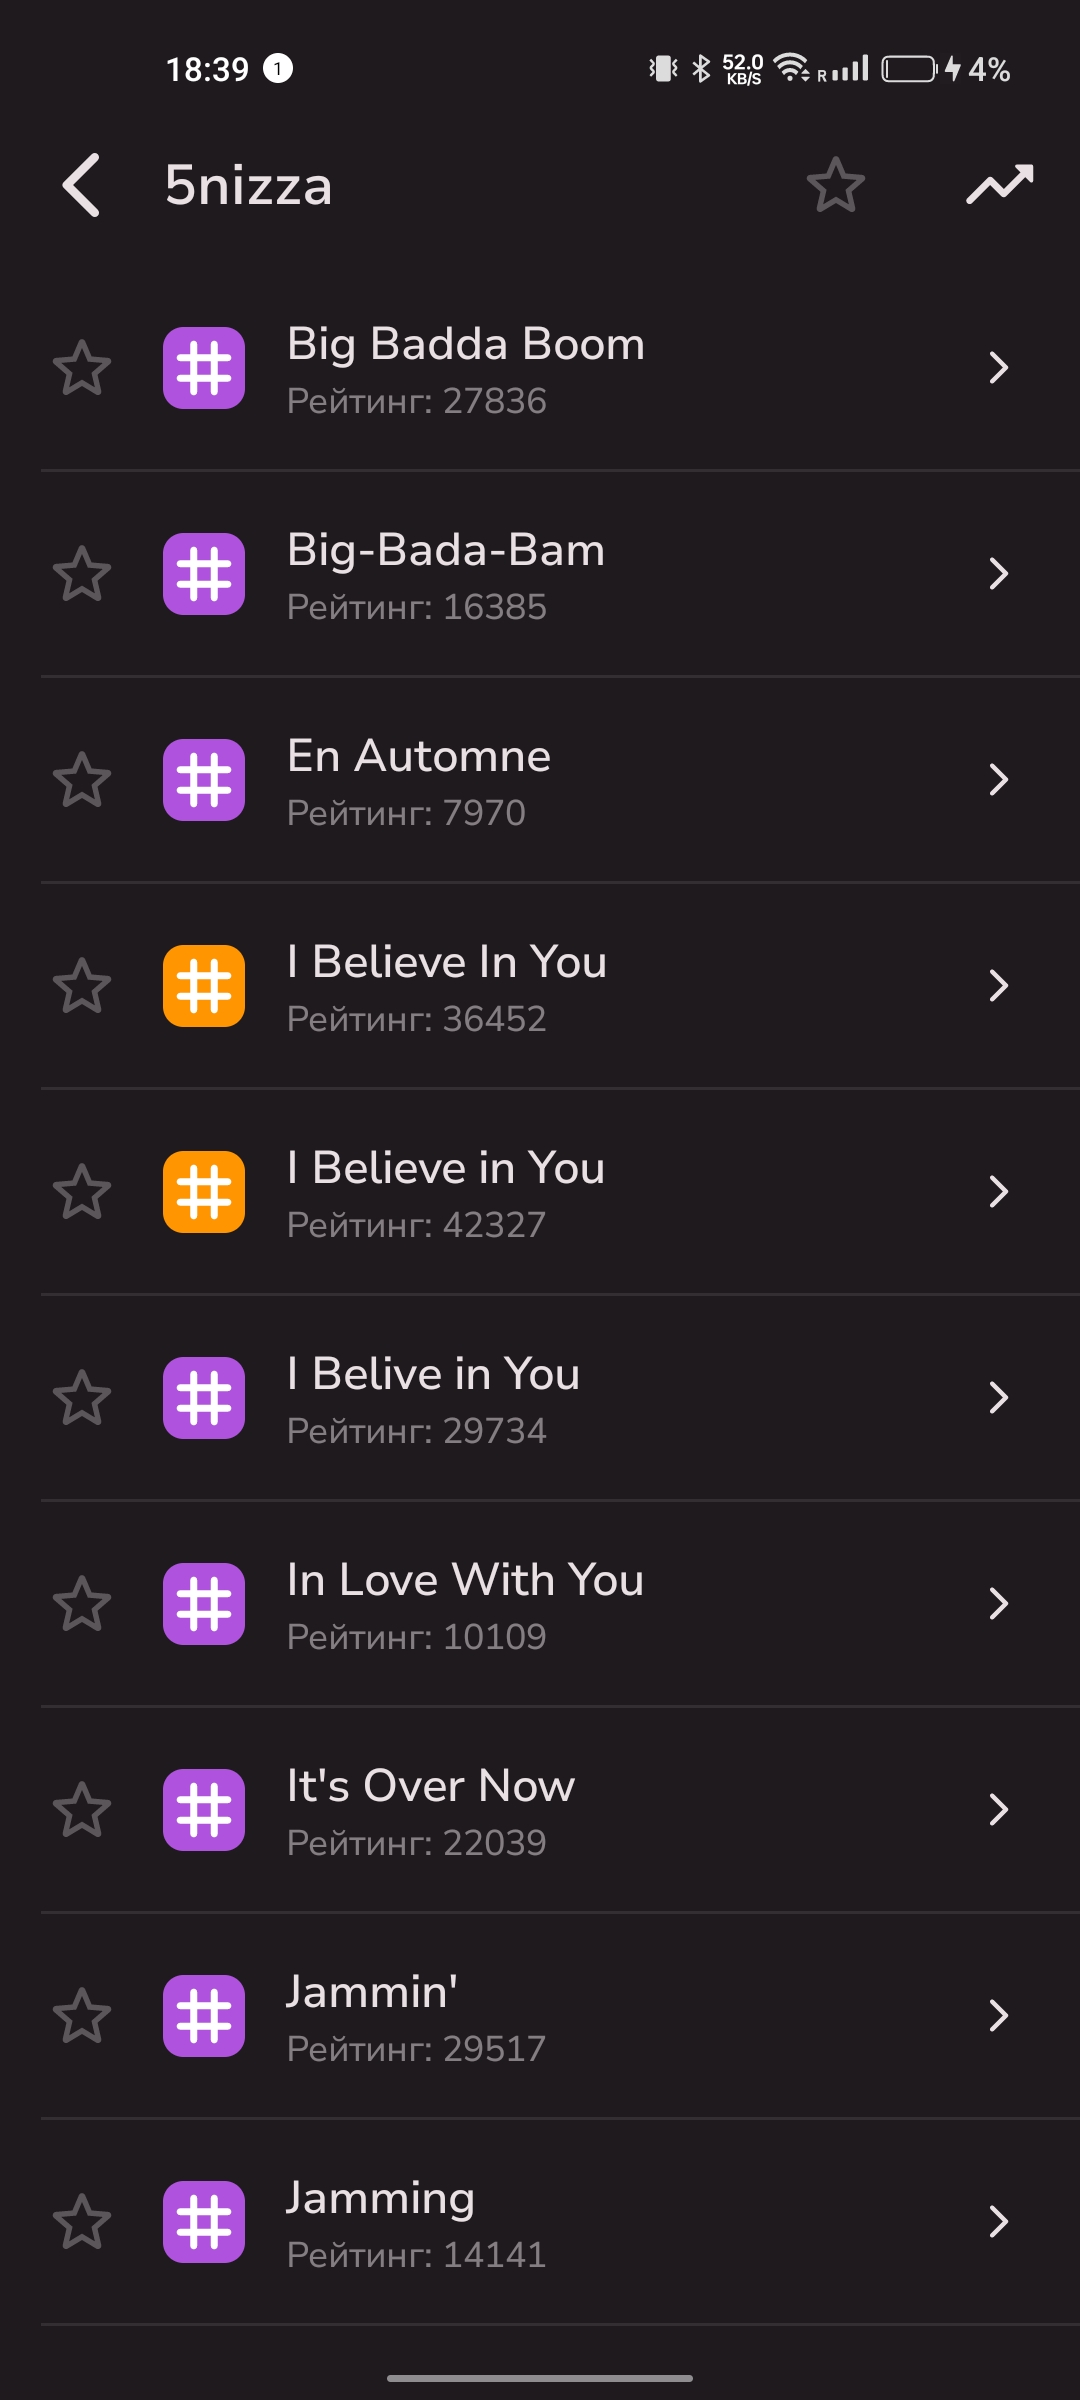 18:39 1 52.0 KB/S R 4%
5nizza
Big Badda Boom
Рейтинг: 27836
Big-Bada-Bam
Рейтинг: 16385
En Automne
Рейтинг: 7970
I Believe In You
Рейтинг: 36452
I Believe in You
Рейтинг: 42327
I Belive in You
Рейтинг: 29734
In Love With You
Рейтинг: 10109
It's Over Now
Рейтинг: 22039
Jammin'
Рейтинг: 29517
Jamming
Рейтинг: 14141